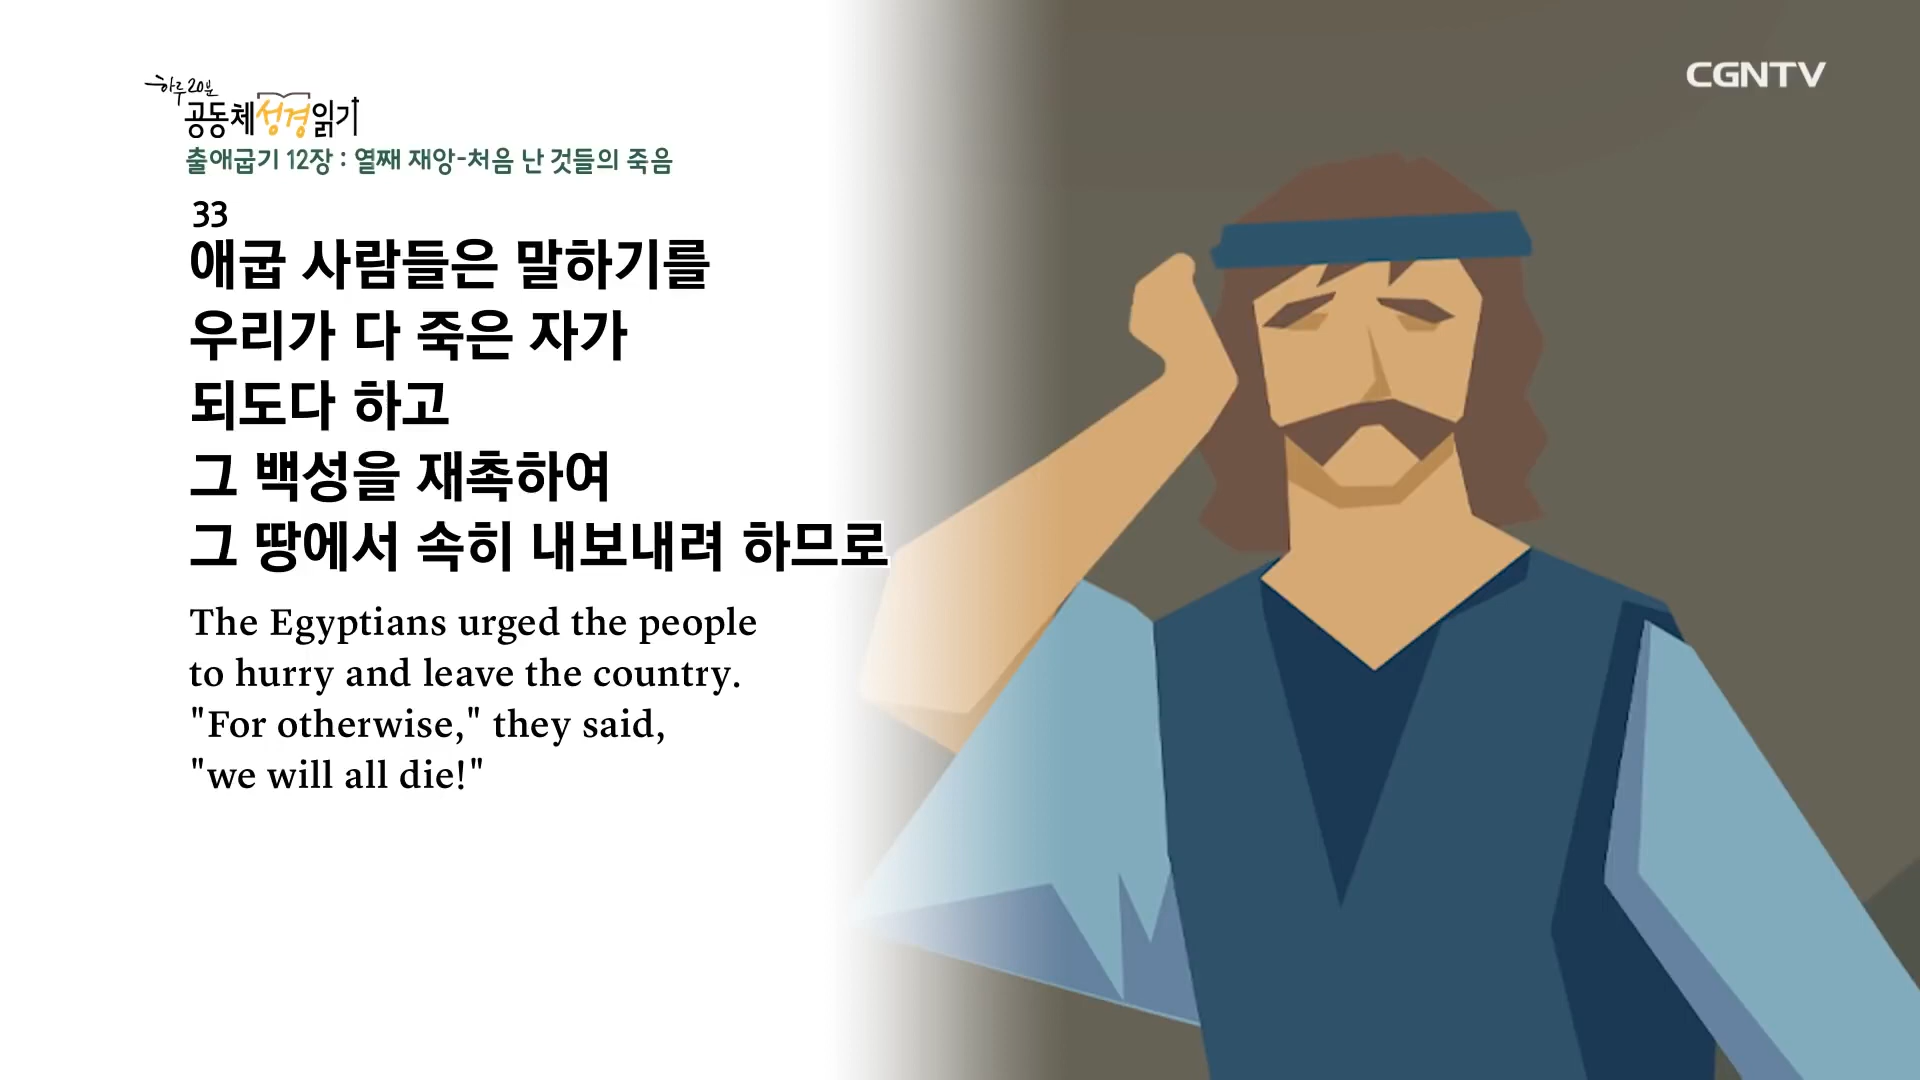 하루 20분
공동체성경읽기
CGNTV
출애굽기 12장 : 열째 재앙-처음 난 것들의 죽음
33
애굽 사람들은 말하기를
우리가 다 죽은 자가
되도다 하고
그 백성을 재촉하여
그 땅에서 속히 내보내려 하므로
The Egyptians urged the people
to hurry and leave the country.
"For otherwise," they said,
"we will all die!"